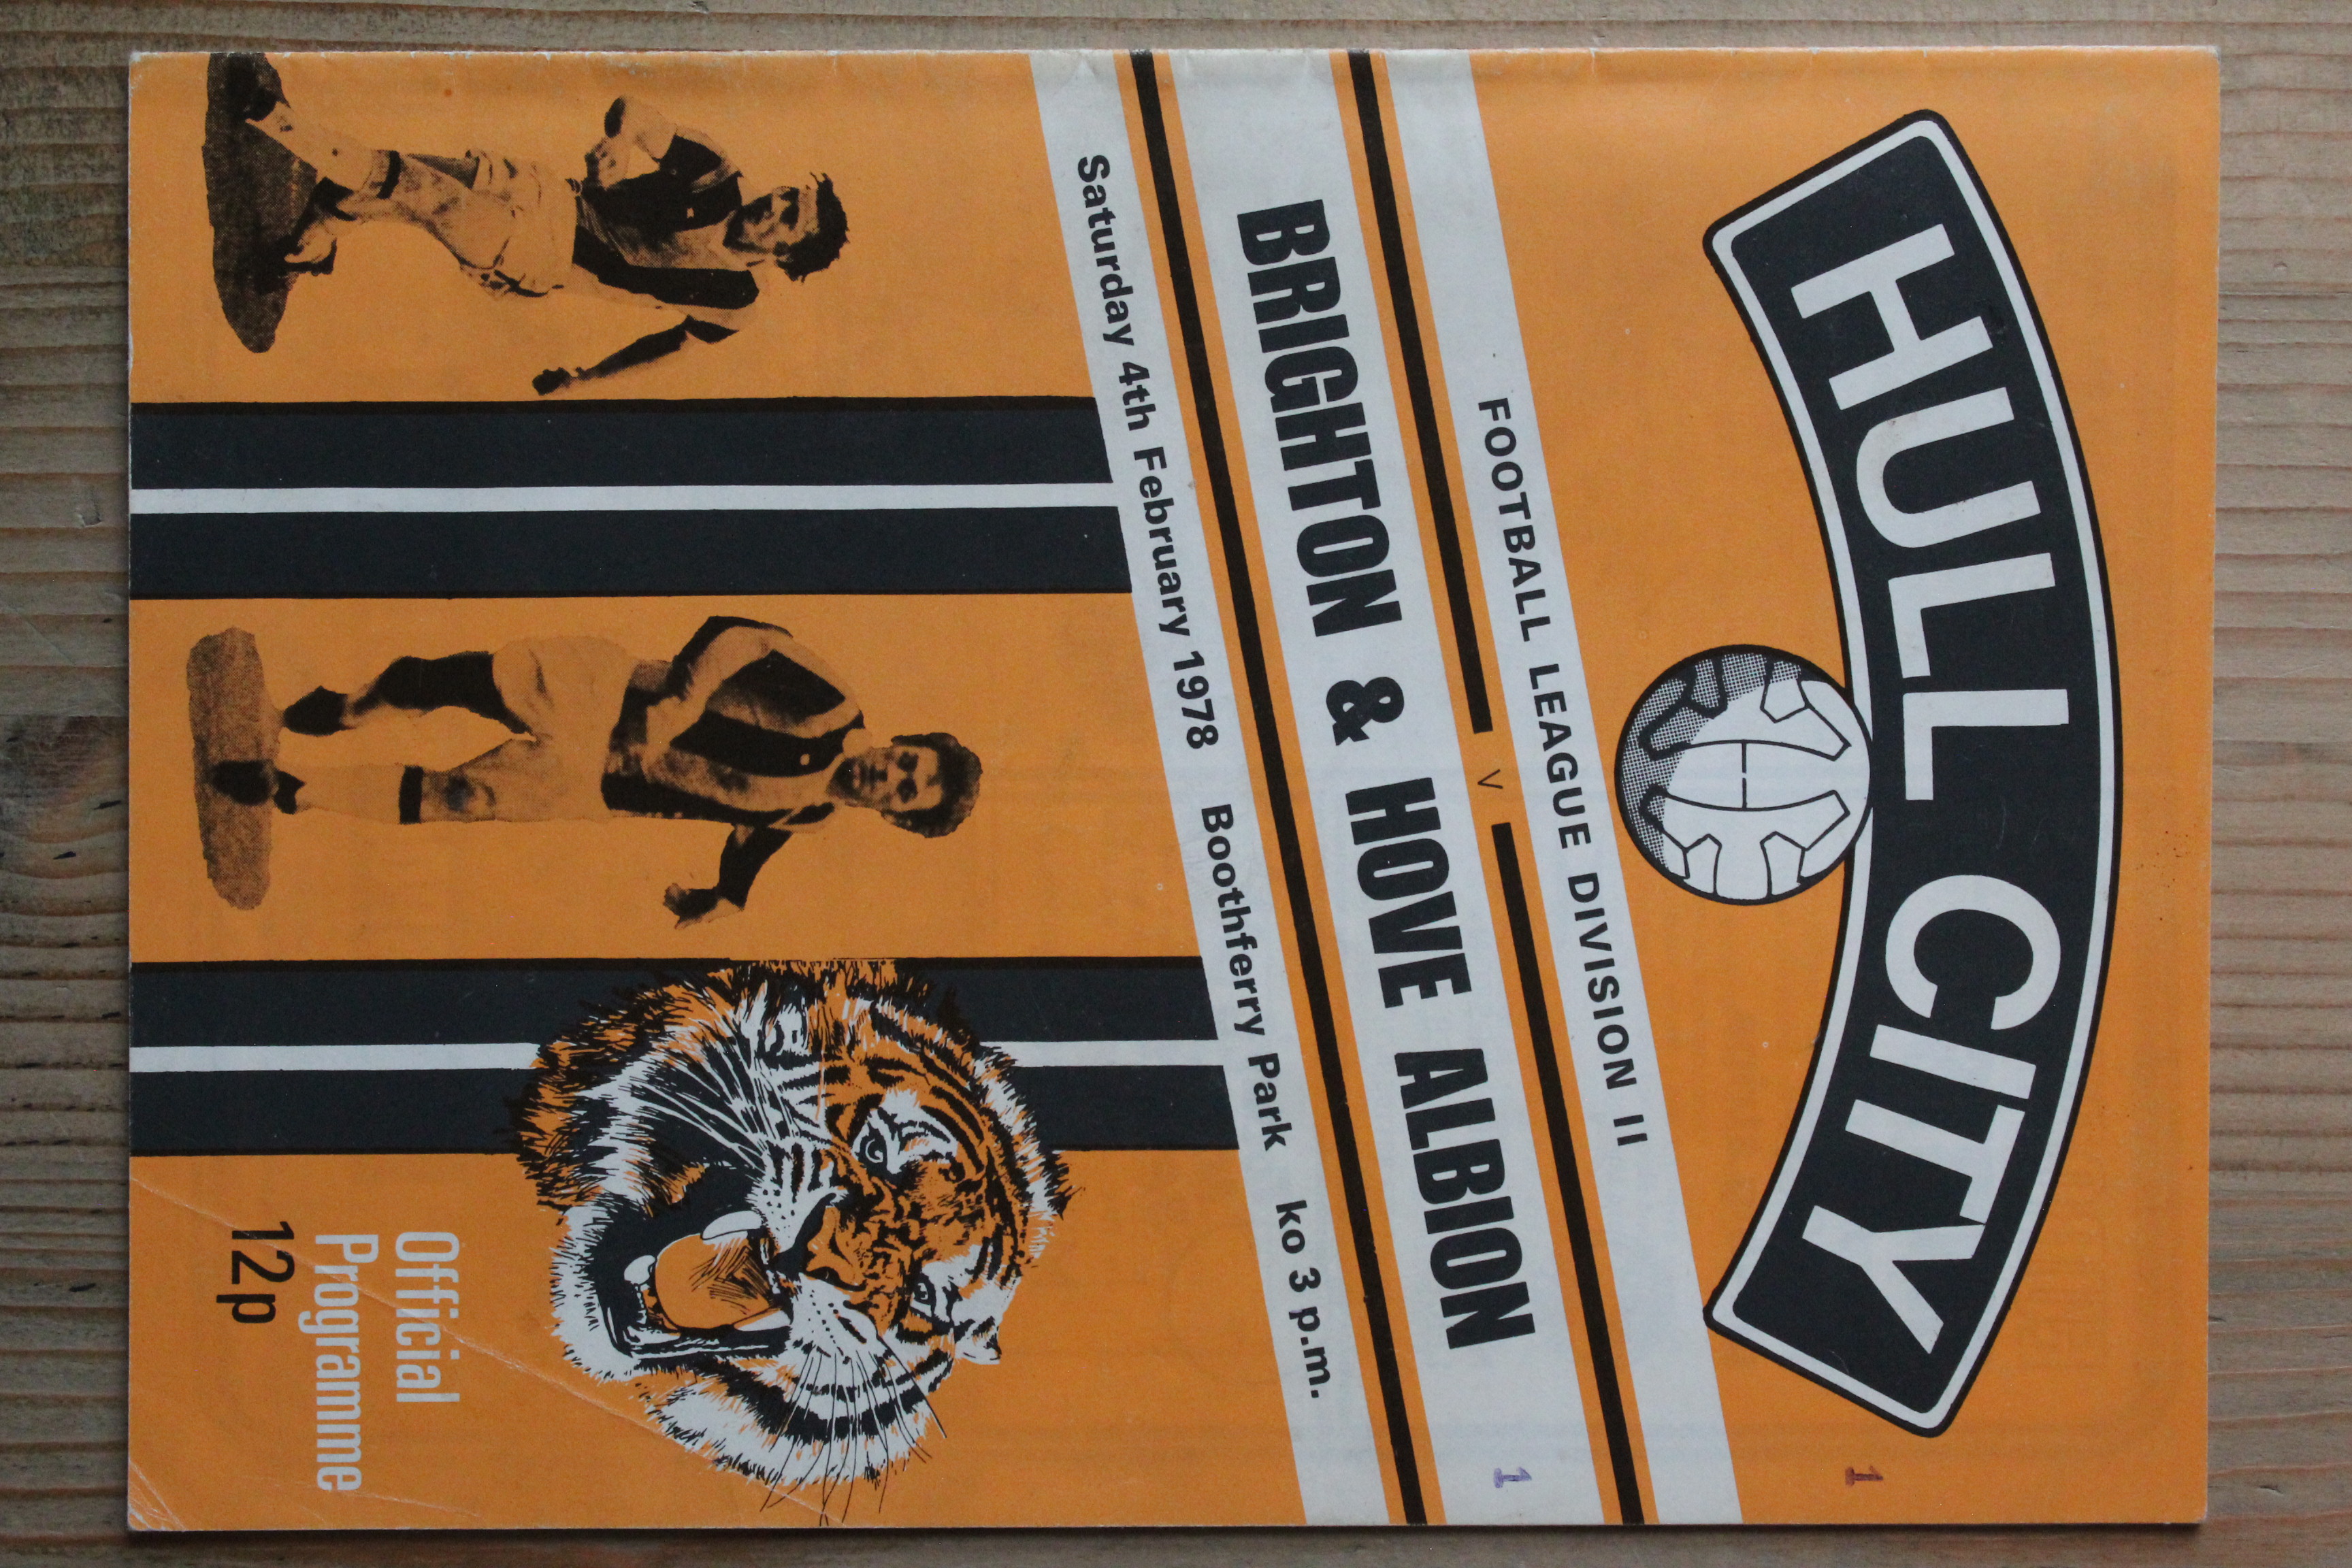 HULL CITY
1
FOOTBALL LEAGUE DIVISION II
v
BRIGHTON & HOVE ALBION
1
Saturday 4th February 1978 Boothferry Park ko 3 p.m.
Official
Programme
12p